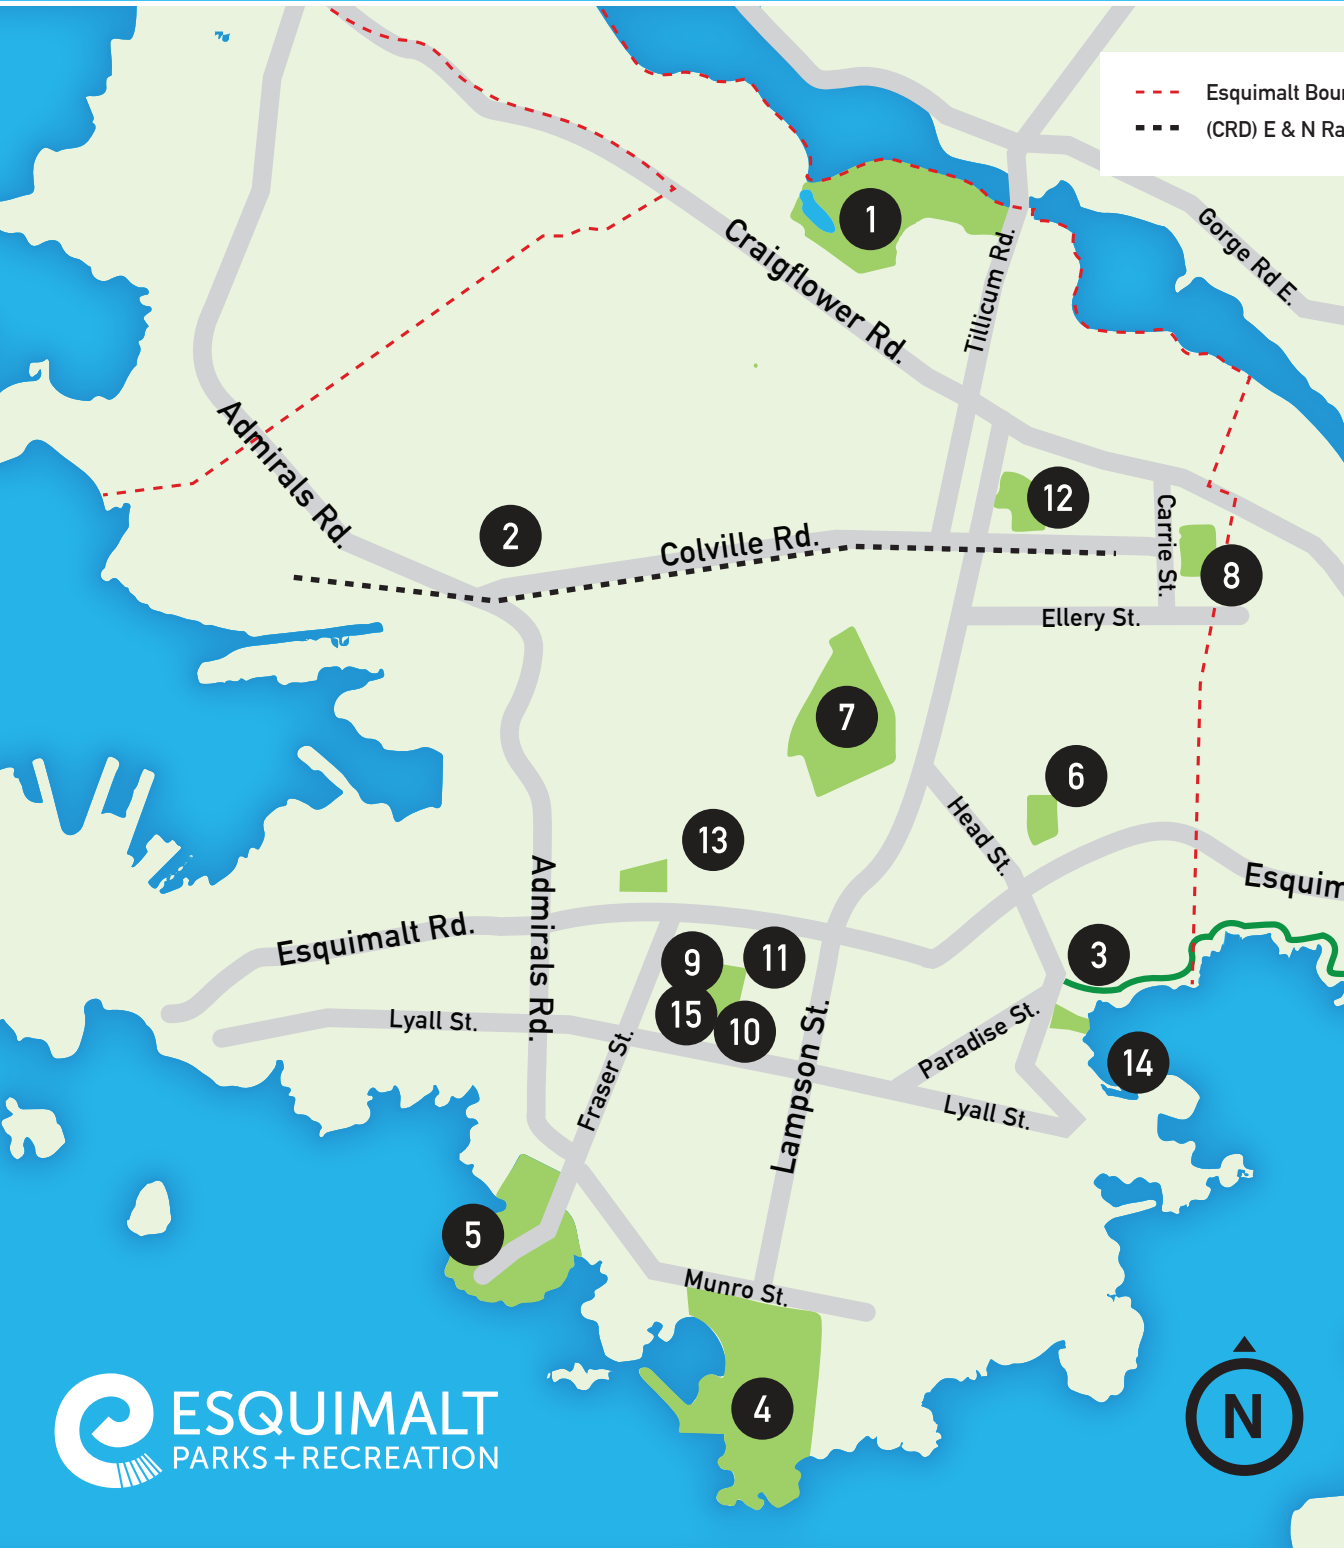 Esquimalt Bour
(CRD) E & N Ra
Gorge Rd E.
1
Craigflower Rd.
Tillicum Rd.
Admirals Rd.
2
Colville Rd.
12
Carrie St.
8
Ellery St.
7
6
Head St.
13
Esquim
Admirals Rd.
Esquimalt Rd.
9
11
3
15
10
Lyall St.
Fraser St.
Lampson St.
Paradise St.
14
Lyall St.
5
Munro St.
4
ESQUIMALT
PARKS+RECREATION
N